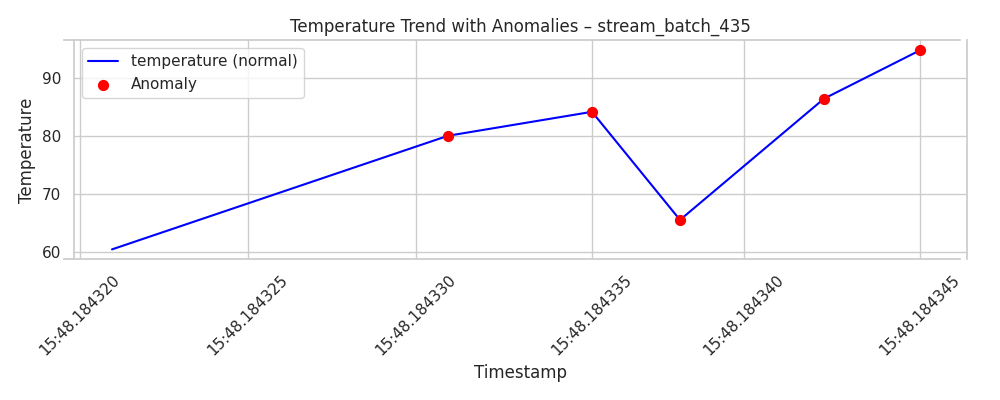 Temperature Trend with Anomalies – stream_batch_435
temperature (normal)
Anomaly
Temperature
90
80
70
60
15:48.184320
15:48.184325
15:48.184330
15:48.184335
15:48.184340
15:48.184345
Timestamp